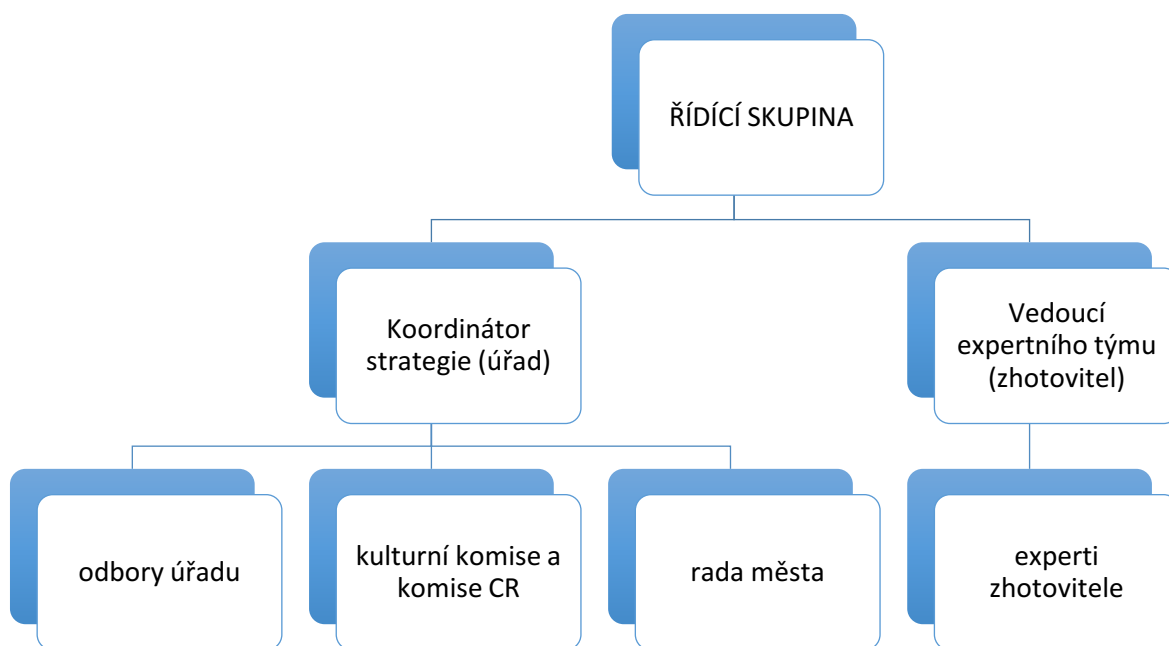 ŘÍDÍCÍ SKUPINA
Koordinátor
strategie (úřad)
Vedoucí
expertního týmu
(zhotovitel)
odbory úřadu
kulturní komise a
komise CR
rada města
experti
zhotovitele